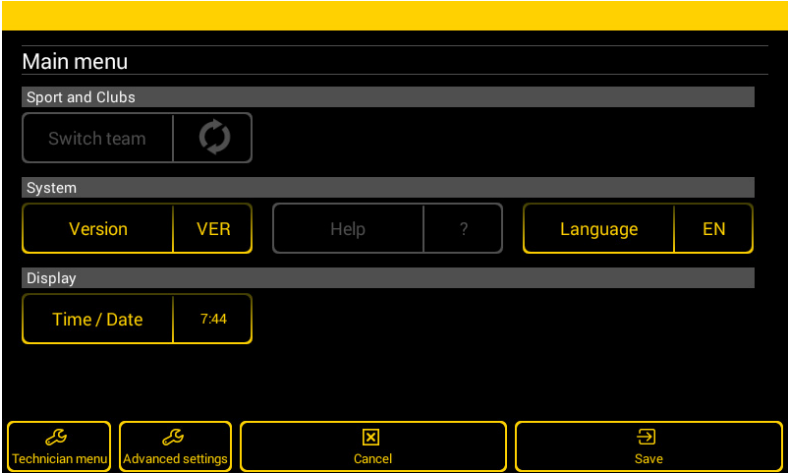 Main menu
Sport and Clubs
Switch team
System
Version VER Help ? Language EN
Display
Time / Date 7:44
Technician menu Advanced settings Cancel Save